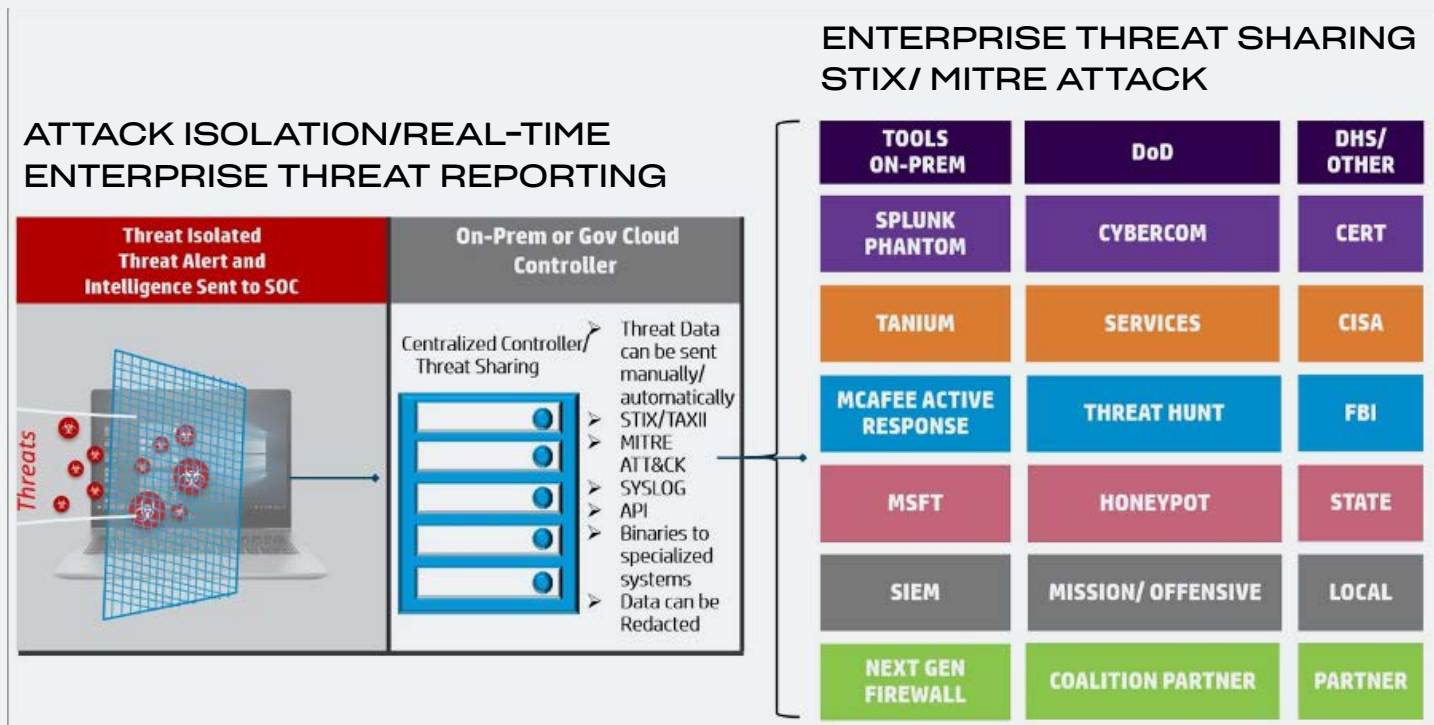 ATTACK ISOLATION/REAL-TIME
ENTERPRISE THREAT REPORTING
Threat Isolated
Threat Alert and
Intelligence Sent to SOC
Threats
On-Prem or Gov Cloud
Controller
Centralized Controller/
Threat Sharing
➢ Threat Data
can be sent
manually/
automatically
➢ STIX/TAXII
➢ MITRE
ATT&CK
➢ SYSLOG
➢ API
➢ Binaries to
specialized
systems
➢ Data can be
Redacted
ENTERPRISE THREAT SHARING
STIX/ MITRE ATTACK
TOOLS
ON-PREM
DoD
DHS/
OTHER
SPLUNK
PHANTOM
CYBERCOM
CERT
TANIUM
SERVICES
CISA
MCAFEE ACTIVE
RESPONSE
THREAT HUNT
FBI
MSFT
HONEYPOT
STATE
SIEM
MISSION/ OFFENSIVE
LOCAL
NEXT GEN
FIREWALL
COALITION PARTNER
PARTNER